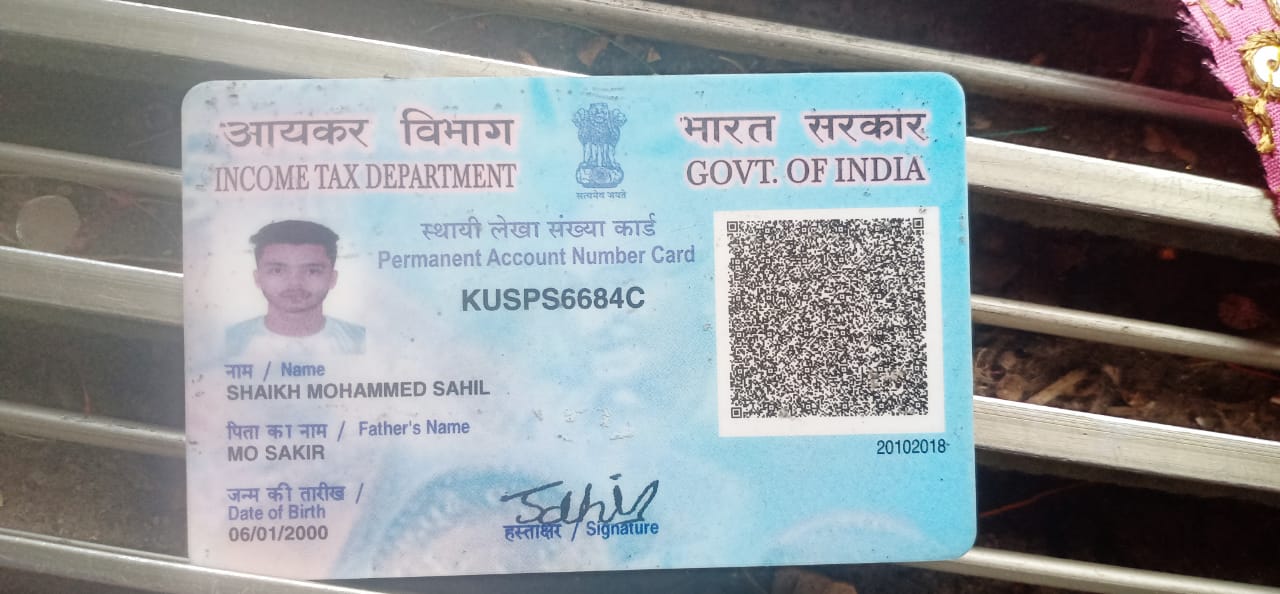 आयकर विभाग
INCOME TAX DEPARTMENT
सत्यमेव जयते
भारत सरकार
GOVT. OF INDIA
स्थायी लेखा संख्या कार्ड
Permanent Account Number Card
KUSPS6684C
नाम / Name
SHAIKH MOHAMMED SAHIL
पिता का नाम / Father's Name
MO SAKIR
जन्म की तारीख /
Date of Birth
06/01/2000
Sahil
हस्ताक्षर / Signature
20102018